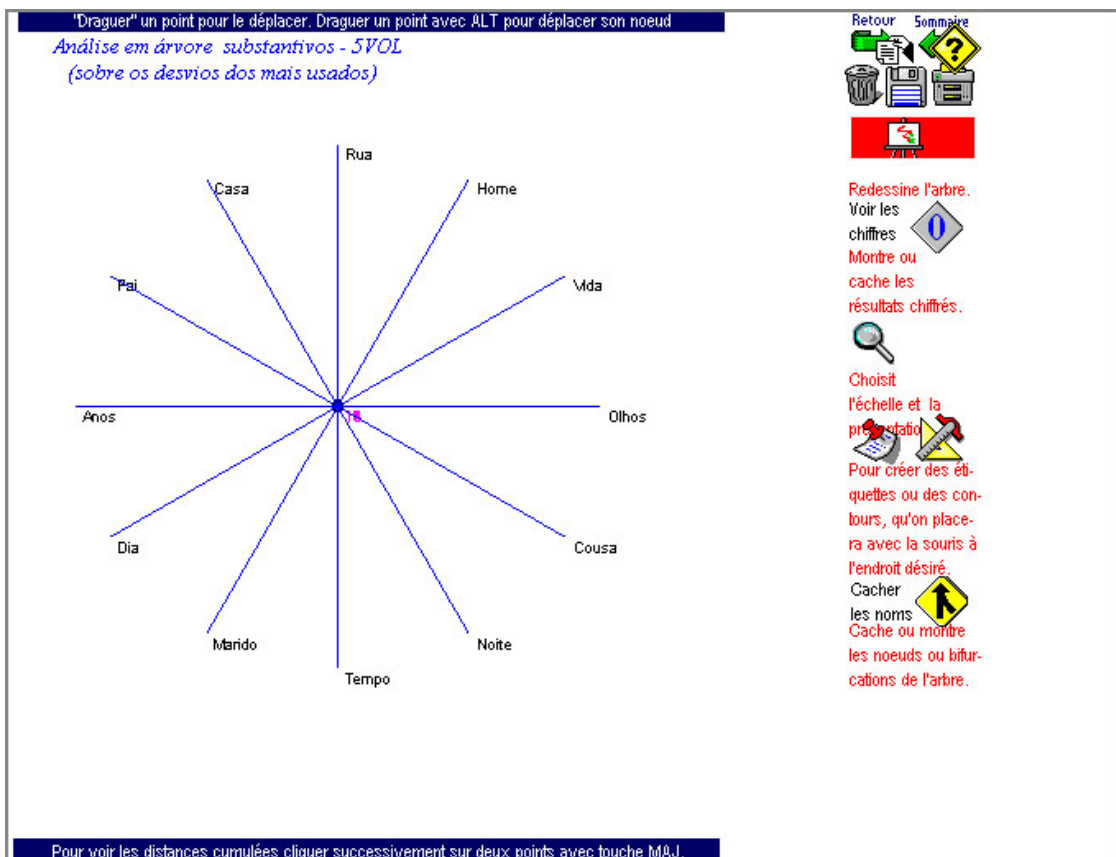 "Draguer" un point pour le déplacer. Draguer un point avec ALT pour déplacer son noeud
Análise em árvore substantivos - 5VOL
(sobre os desvios dos mais usados)
Rua
Casa
Home
Pai
Vida
Anos
Olhos
Dia
Cousa
Marido
Noite
Tempo
Retour Sommaire
?
Redessine l'arbre.
Voir les
chiffres
0
Montre ou
cache les
résultats chiffrés.
Choisit
l'échelle et la
Pour créer des éti-
quettes ou des con-
tours, qu'on place-
ra avec la souris à
l'endroit désiré.
Cacher
les noms
Cache ou montre
les noeuds ou bifur-
cations de l'arbre.
Pour voir les distances cumulées cliquer successivement sur deux points avec touche MAJ.